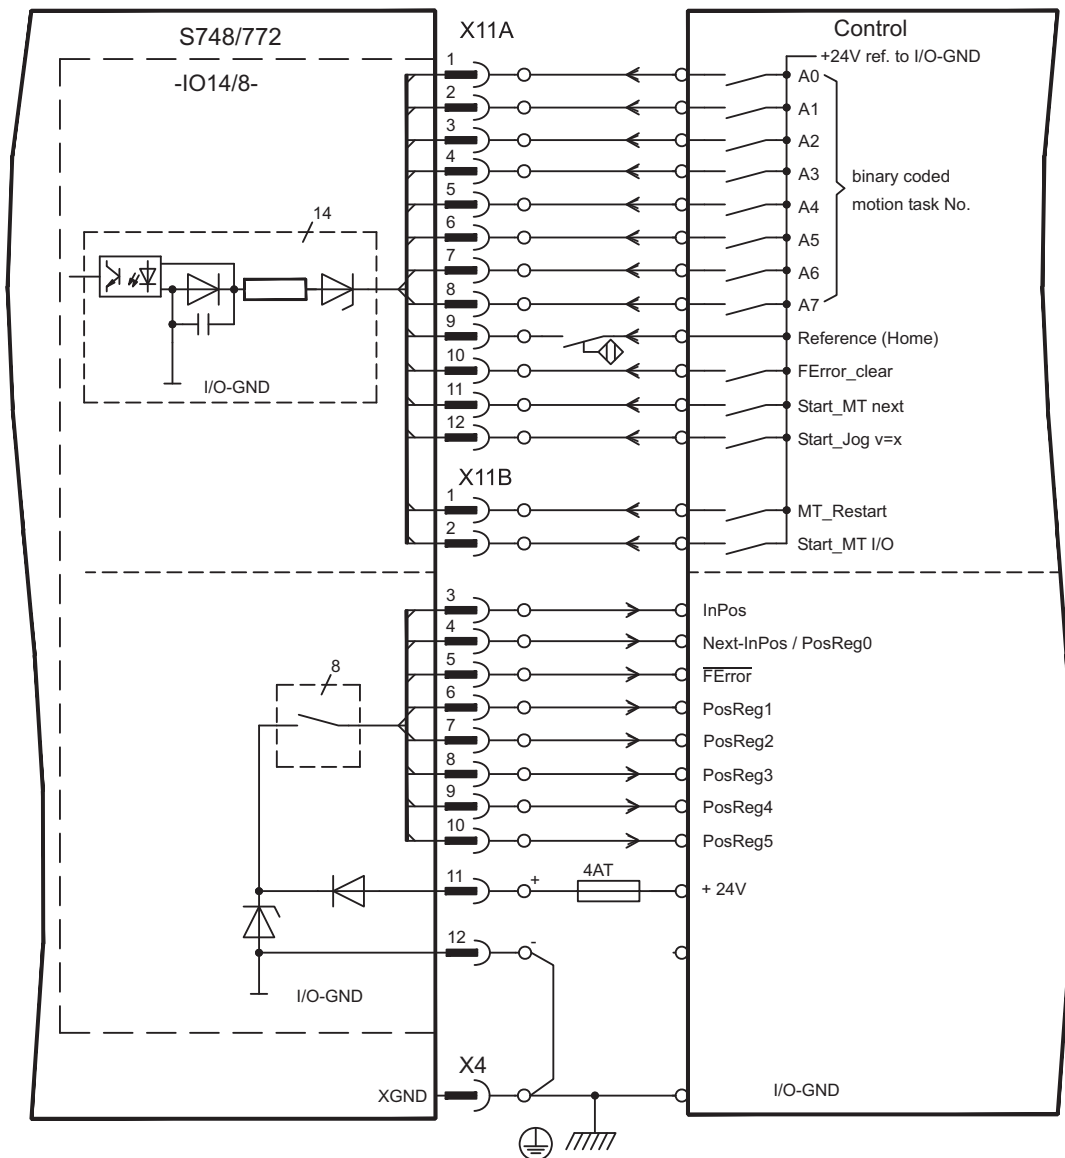 S748/772
-IO14/8-
14
I/O-GND
8
I/O-GND
XGND
X11A
1
2
3
4
5
6
7
8
9
10
11
12
X11B
1
2
3
4
5
6
7
8
9
10
11
12
+
-
4AT
X4
Control
+24V ref. to I/O-GND
A0
A1
A2
A3
A4
A5
A6
A7
binary coded
motion task No.
Reference (Home)
FError_clear
Start_MT next
Start_Jog v=x
MT_Restart
Start_MT I/O
InPos
Next-InPos / PosReg0
FError
PosReg1
PosReg2
PosReg3
PosReg4
PosReg5
+ 24V
I/O-GND